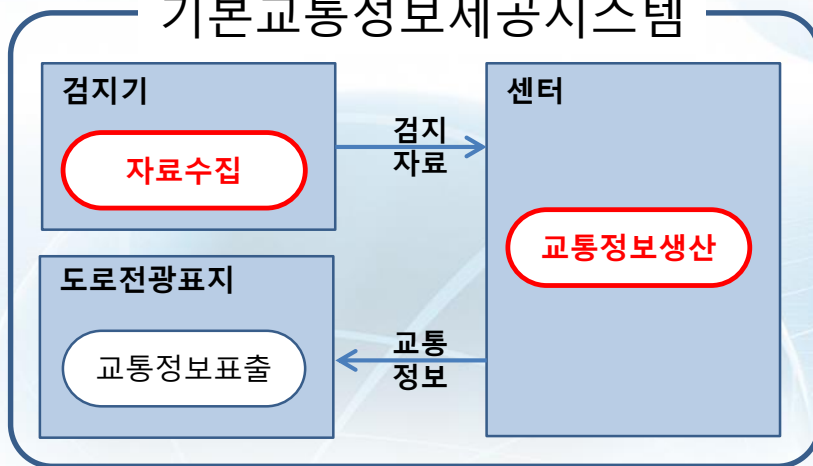 기본교통정보제공시스템
검지기
자료수집
검지
자료
센터
교통정보생산
도로전광표지
교통정보표출
교통
정보